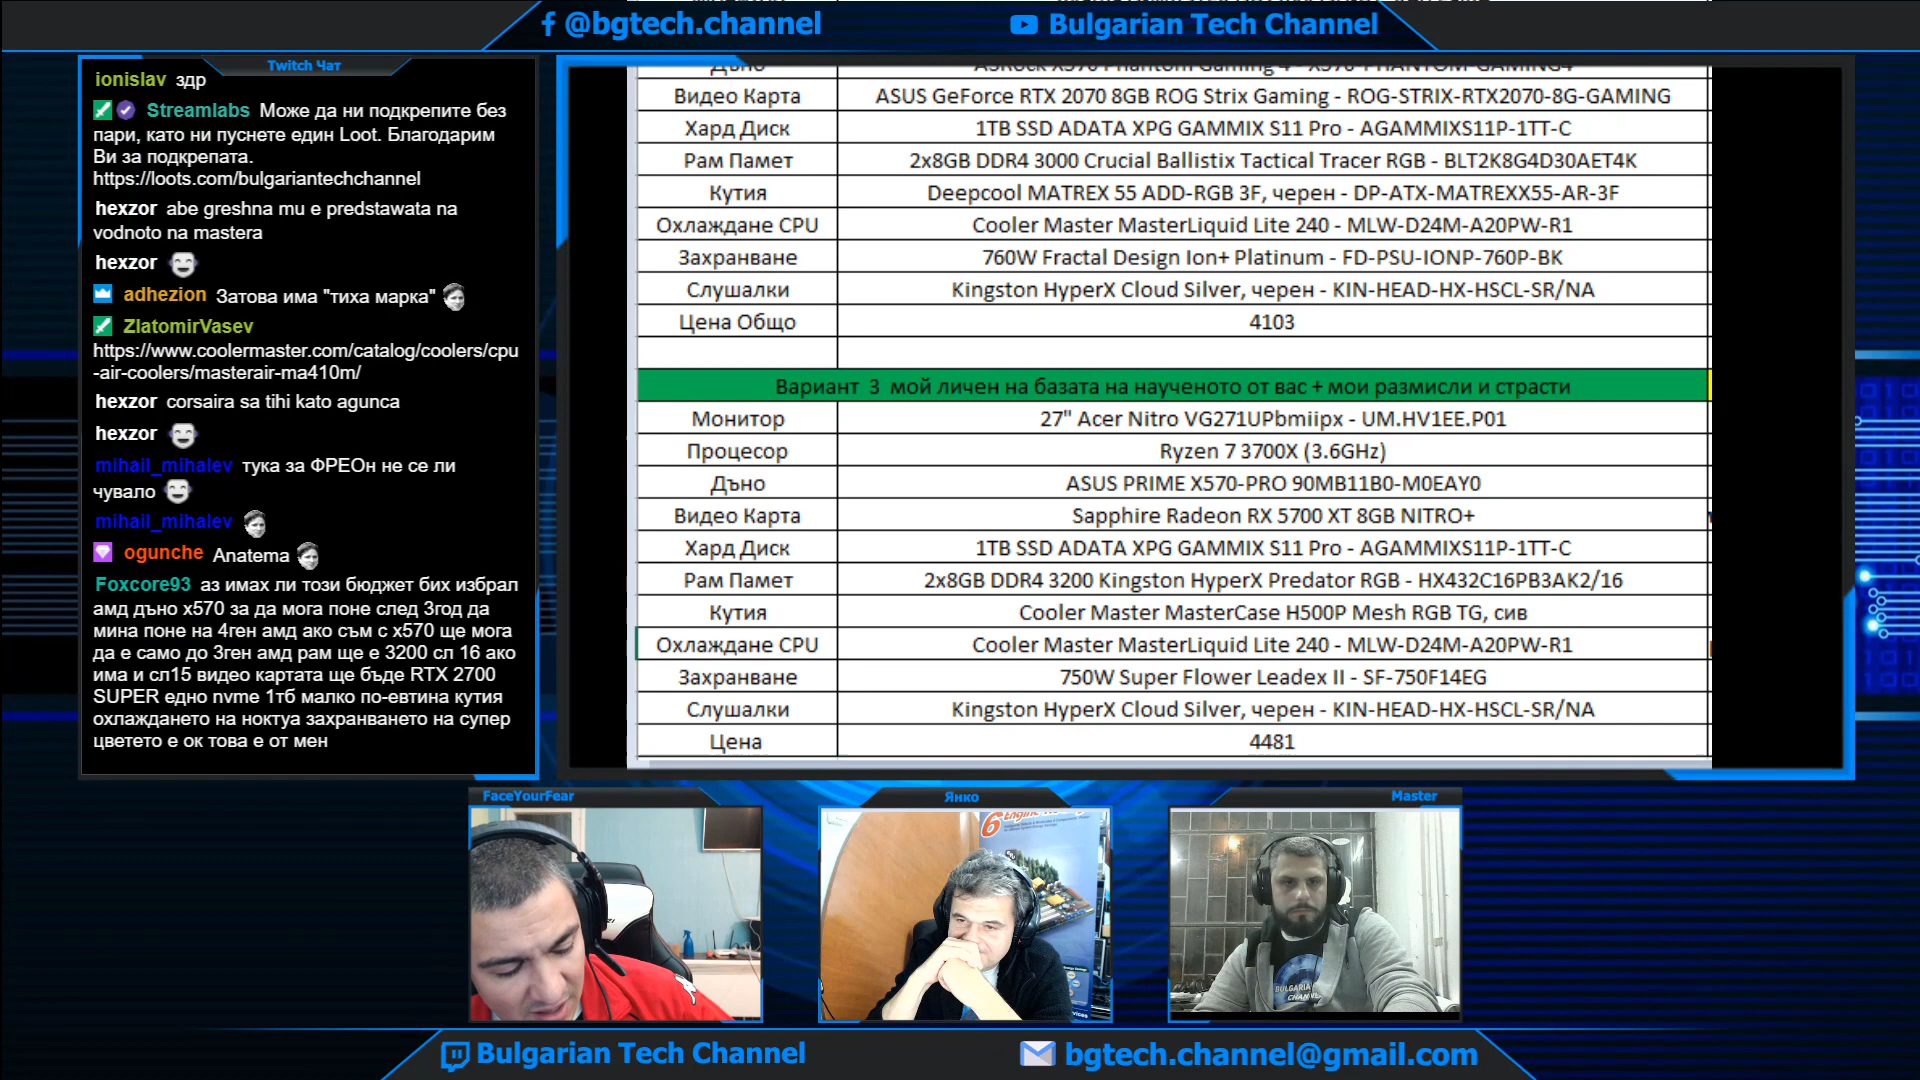 @bgtech.channel
Bulgarian Tech Channel
Twitch Чат
ionislav здр
Streamlabs Може да ни подкрепите без
пари, като ни пуснете един Loot. Благодарим
Ви за подкрепата.
https://loots.com/bulgariantechchannel
hexzor abe greshna mu e predstawata na
vodnoto na mastera
hexzor
adhezion Затова има "тиха марка"
ZlatomirVasev
https://www.coolermaster.com/catalog/coolers/cpu
-air-coolers/masterair-ma410m/
hexzor corsaira sa tihi kato agunca
hexzor
mihail_mihalev тука за ФРЕОн не се ли
чувало
mihail_mihalev
ogunche Anatema
Foxcore93 аз имах ли този бюджет бих избрал
амд дъно х570 за да мога поне след 3год да
мина поне на 4ген амд ако съм с х570 ще мога
да е само до 3ген амд рам ще е 3200 сл 16 ако
има и сл15 видео картата ще бъде RTX 2700
SUPER едно nvme 1тб малко по-евтина кутия
охлаждането на ноктуа захранването на супер
цветето е ок това е от мен
Дъно ASRock X570 Phantom Gaming 4 - X570-PHANTOM-GAMING4
Видео Карта ASUS GeForce RTX 2070 8GB ROG Strix Gaming - ROG-STRIX-RTX2070-8G-GAMING
Хард Диск 1TB SSD ADATA XPG GAMMIX S11 Pro - AGAMMIXS11P-1TT-C
Рам Памет 2x8GB DDR4 3000 Crucial Ballistix Tactical Tracer RGB - BLT2K8G4D30AET4K
Кутия Deepcool MATREX 55 ADD-RGB 3F, черен - DP-ATX-MATREXX55-AR-3F
Охлаждане CPU Cooler Master MasterLiquid Lite 240 - MLW-D24M-A20PW-R1
Захранване 760W Fractal Design Ion+ Platinum - FD-PSU-IONP-760P-BK
Слушалки Kingston HyperX Cloud Silver, черен - KIN-HEAD-HX-HSCL-SR/NA
Цена Общо 4103
Вариант 3 мой личен на базата на наученото от вас + мои размисли и страсти
Монитор 27" Acer Nitro VG271UPbmiipx - UM.HV1EE.P01
Процесор Ryzen 7 3700X (3.6GHz)
Дъно ASUS PRIME X570-PRO 90MB11B0-M0EAY0
Видео Карта Sapphire Radeon RX 5700 XT 8GB NITRO+
Хард Диск 1TB SSD ADATA XPG GAMMIX S11 Pro - AGAMMIXS11P-1TT-C
Рам Памет 2x8GB DDR4 3200 Kingston HyperX Predator RGB - HX432C16PB3AK2/16
Кутия Cooler Master MasterCase H500P Mesh RGB TG, сив
Охлаждане CPU Cooler Master MasterLiquid Lite 240 - MLW-D24M-A20PW-R1
Захранване 750W Super Flower Leadex II - SF-750F14EG
Слушалки Kingston HyperX Cloud Silver, черен - KIN-HEAD-HX-HSCL-SR/NA
Цена 4481
FaceYourFear
Янко
Master
BULGARIA
CHANNEL
Bulgarian Tech Channel
bgtech.channel@gmail.com